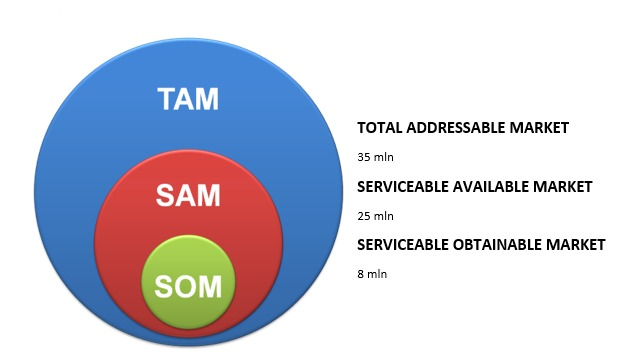 TAM
SAM
SOM
TOTAL ADDRESSABLE MARKET
35 mln
SERVICEABLE AVAILABLE MARKET
25 mln
SERVICEABLE OBTAINABLE MARKET
8 mln